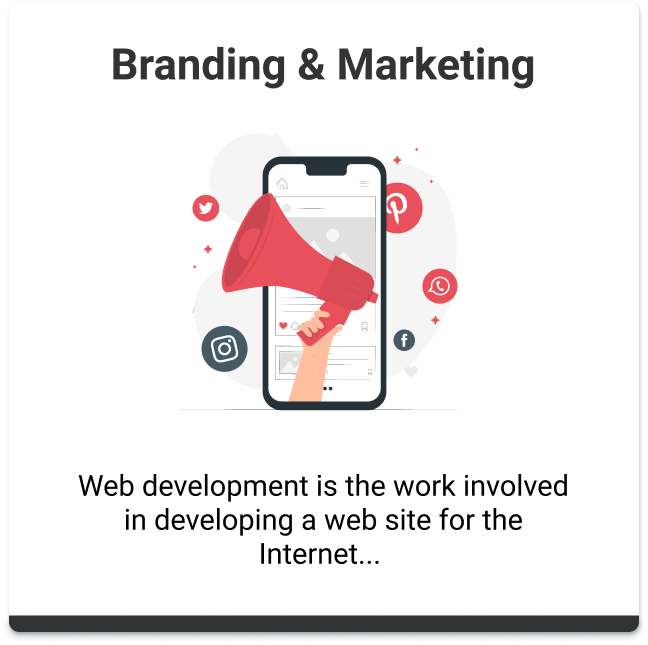 Branding & Marketing
Web development is the work involved
in developing a web site for the
Internet...